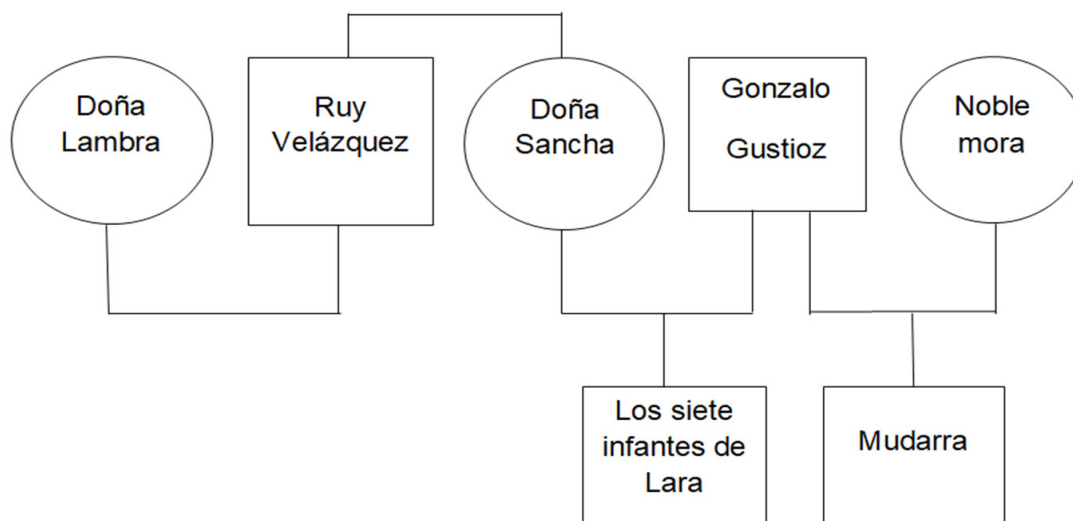 Doña
Lambra
Ruy
Velázquez
Doña
Sancha
Gonzalo
Gustioz
Noble
mora
Los siete
infantes de
Lara
Mudarra